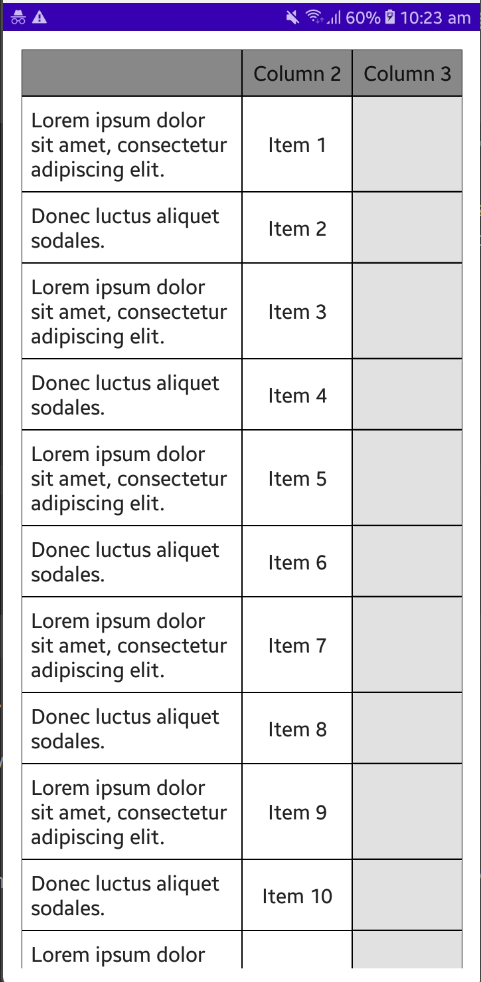 60% 10:23 am
Column 2 Column 3
Lorem ipsum dolor
sit amet, consectetur
adipiscing elit.
Item 1
Donec luctus aliquet
sodales.
Item 2
Lorem ipsum dolor
sit amet, consectetur
adipiscing elit.
Item 3
Donec luctus aliquet
sodales.
Item 4
Lorem ipsum dolor
sit amet, consectetur
adipiscing elit.
Item 5
Donec luctus aliquet
sodales.
Item 6
Lorem ipsum dolor
sit amet, consectetur
adipiscing elit.
Item 7
Donec luctus aliquet
sodales.
Item 8
Lorem ipsum dolor
sit amet, consectetur
adipiscing elit.
Item 9
Donec luctus aliquet
sodales.
Item 10
Lorem ipsum dolor